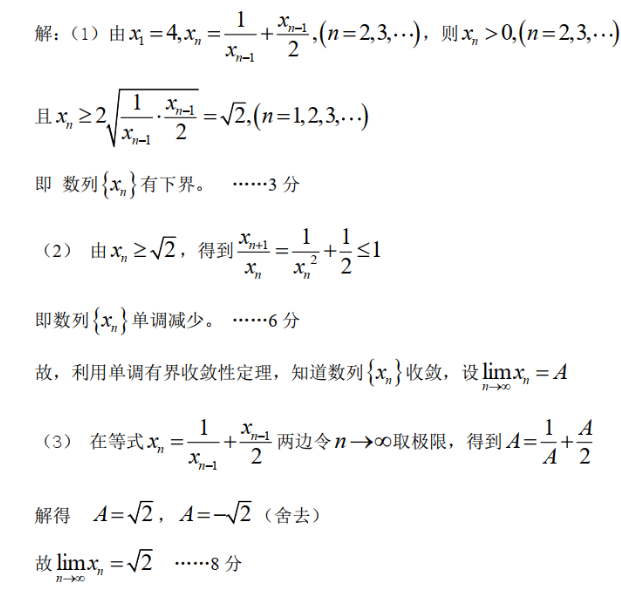 解:（1）由 $x_1=4, x_n=\frac{1}{x_{n-1}}+\frac{x_{n-1}}{2},(n=2,3,\cdots)$，则 $x_n>0,(n=2,3,\cdots)$
且 $x_n\geq 2\sqrt{\frac{1}{x_{n-1}}\cdot\frac{x_{n-1}}{2}}=\sqrt{2},(n=1,2,3,\cdots)$
即 数列 $\{x_n\}$ 有下界。 ……3 分
（2） 由 $x_n\geq\sqrt{2}$，得到 $\frac{x_{n+1}}{x_n}=\frac{1}{x_n^2}+\frac{1}{2}\leq 1$
即数列 $\{x_n\}$ 单调减少。 ……6 分
故，利用单调有界收敛性定理，知道数列 $\{x_n\}$ 收敛，设 $\lim_{n\to\infty}x_n=A$
（3） 在等式 $x_n=\frac{1}{x_{n-1}}+\frac{x_{n-1}}{2}$ 两边令 $n\to\infty$ 取极限，得到 $A=\frac{1}{A}+\frac{A}{2}$
解得 $A=\sqrt{2}$，$A=-\sqrt{2}$（舍去）
故 $\lim_{n\to\infty}x_n=\sqrt{2}$ ……8 分